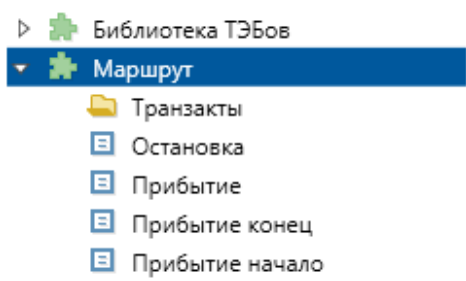 Библиотека ТЭБов
Маршрут
Транзакты
Остановка
Прибытие
Прибытие конец
Прибытие начало